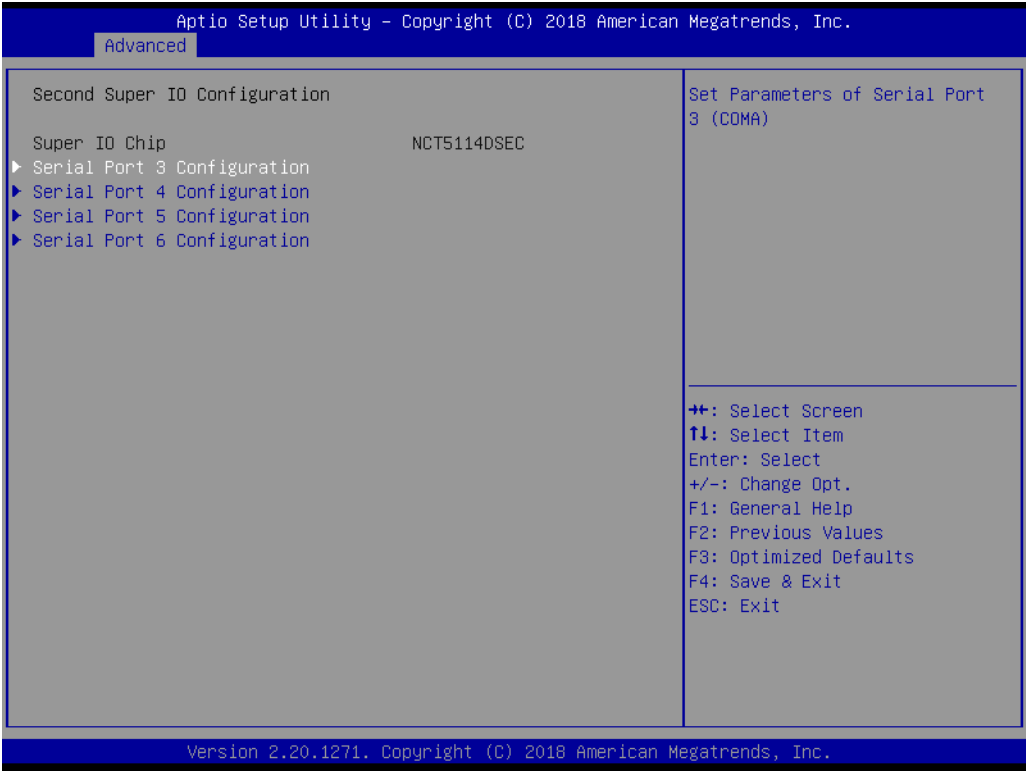 Aptio Setup Utility – Copyright (C) 2018 American Megatrends, Inc.
Advanced
Second Super IO Configuration
Super IO Chip NCT5114DSEC
▶ Serial Port 3 Configuration
▶ Serial Port 4 Configuration
▶ Serial Port 5 Configuration
▶ Serial Port 6 Configuration
Set Parameters of Serial Port
3 (COMA)
→←: Select Screen
↑↓: Select Item
Enter: Select
+/-: Change Opt.
F1: General Help
F2: Previous Values
F3: Optimized Defaults
F4: Save & Exit
ESC: Exit
Version 2.20.1271. Copyright (C) 2018 American Megatrends, Inc.